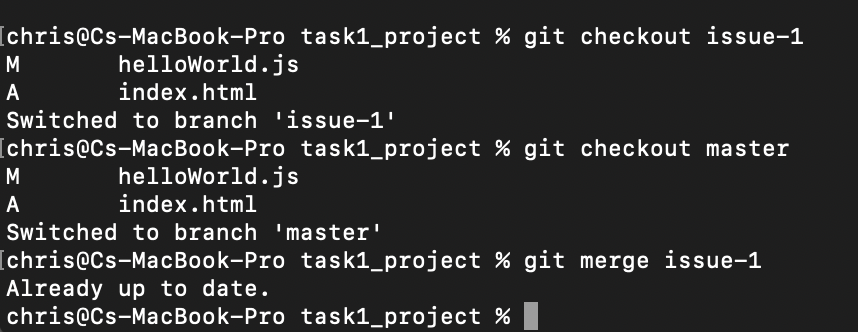 [chris@Cs-MacBook-Pro task1_project % git checkout issue-1
M       helloWorld.js
A       index.html
Switched to branch 'issue-1'
[chris@Cs-MacBook-Pro task1_project % git checkout master
M       helloWorld.js
A       index.html
Switched to branch 'master'
[chris@Cs-MacBook-Pro task1_project % git merge issue-1
Already up to date.
chris@Cs-MacBook-Pro task1_project %